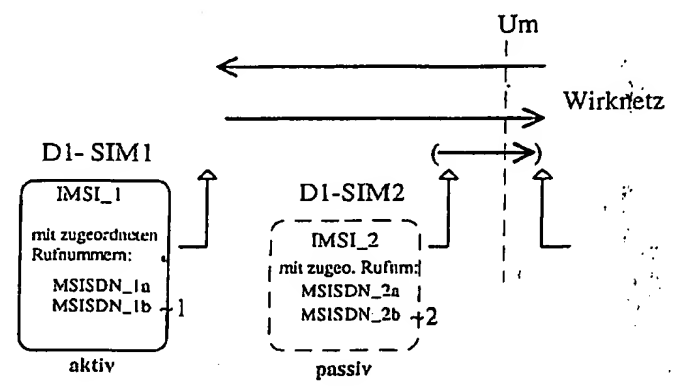 Um
Wirknetz
D1-SIM1
IMSI_1
mit zugeordneten
Rufnummern:
MSISDN_1a
MSISDN_1b
1
aktiv
D1-SIM2
IMSI_2
mit zugeo. Rufnm:
MSISDN_2a
MSISDN_2b
2
passiv